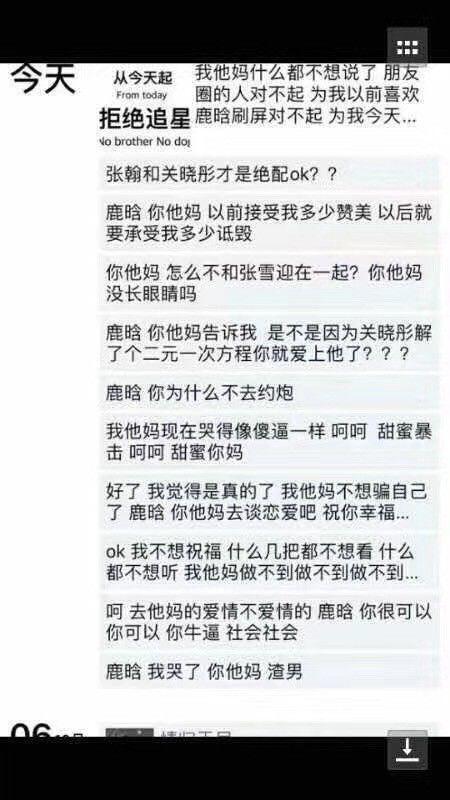 今天
从今天起
From today
拒绝追星
No brother No dog
我他妈什么都不想说了 朋友
圈的人对不起 为我以前喜欢
鹿晗刷屏对不起 为我今天...
张翰和关晓彤才是绝配ok？？
鹿晗 你他妈 以前接受我多少赞美 以后就
要承受我多少诋毁
你他妈 怎么不和张雪迎在一起？你他妈
没长眼睛吗
鹿晗 你他妈告诉我 是不是因为关晓彤解
了个二元一次方程你就爱上他了？？？
鹿晗 你为什么不去约炮
我他妈现在哭得像傻逼一样 呵呵 甜蜜暴
击 呵呵 甜蜜你妈
好了 我觉得是真的了 我他妈不想骗自己
了 鹿晗 你他妈去谈恋爱吧 祝你幸福...
ok 我不想祝福 什么几把都不想看 什么
都不想听 我他妈做不到做不到做不到...
呵 去他妈的爱情不爱情的 鹿晗 你很可以
你可以 你牛逼 社会社会
鹿晗 我哭了 你他妈 渣男
06